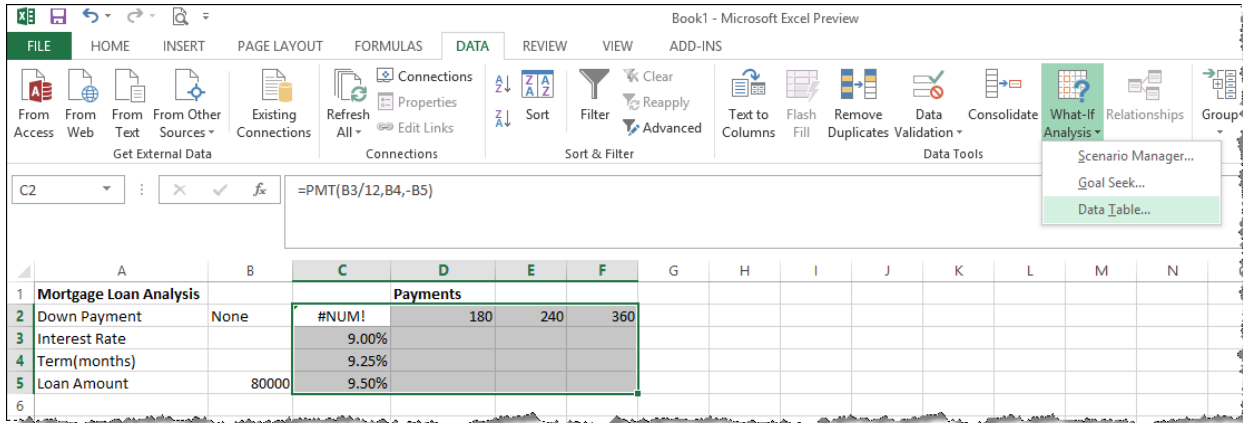 Book1 - Microsoft Excel Preview
FILE HOME INSERT PAGE LAYOUT FORMULAS DATA REVIEW VIEW ADD-INS
From Access
From Web
From Text
From Other Sources
Existing Connections
Get External Data
Refresh All
Connections
Properties
Edit Links
Connections
Sort
Filter
Clear
Reapply
Advanced
Sort & Filter
Text to Columns
Flash Fill
Remove Duplicates
Data Validation
Consolidate
What-If Analysis
Relationships
Data Tools
Group
Scenario Manager...
Goal Seek...
Data Table...
C2 fx =PMT(B3/12,B4,-B5)
A B C D E F G H I J K L M N
1 Mortgage Loan Analysis Payments
2 Down Payment None #NUM! 180 240 360
3 Interest Rate 9.00%
4 Term(months) 9.25%
5 Loan Amount 80000 9.50%
6